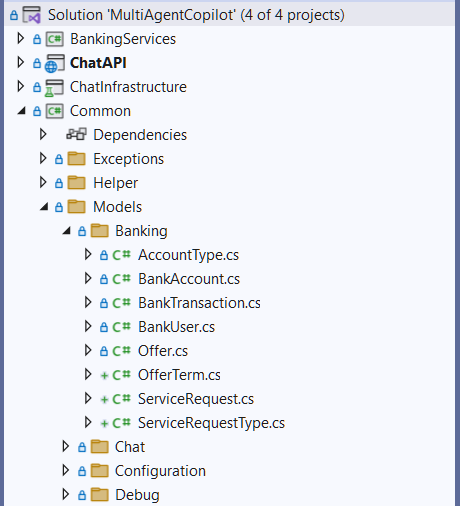 Solution 'MultiAgentCopilot' (4 of 4 projects)
C# BankingServices
ChatAPI
ChatInfrastructure
C# Common
Dependencies
Exceptions
Helper
Models
Banking
C# AccountType.cs
C# BankAccount.cs
C# BankTransaction.cs
C# BankUser.cs
C# Offer.cs
+ C# OfferTerm.cs
+ C# ServiceRequest.cs
+ C# ServiceRequestType.cs
Chat
Configuration
Debug